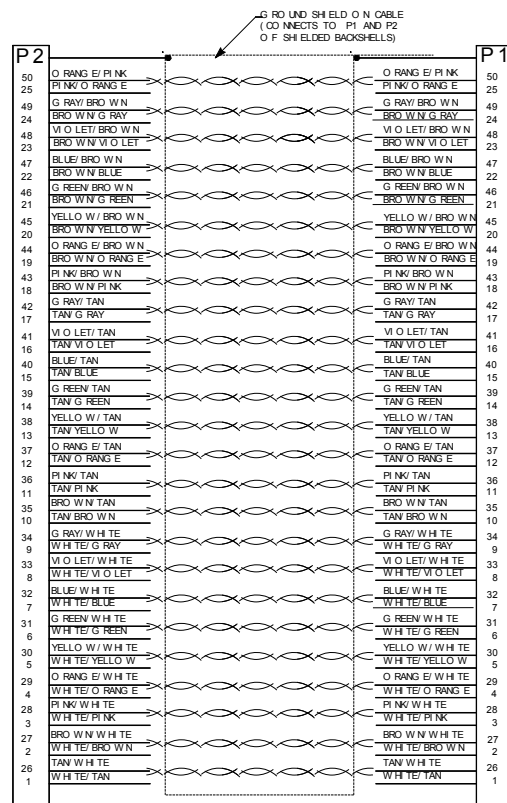 GROUND SHIELD ON CABLE
(CONNECTS TO P1 AND P2
OF SHIELDED BACKSHELLS)
P2 P1
50 ORANGE/PINK ORANGE/PINK 50
25 PINK/ORANGE PINK/ORANGE 25
49 GRAY/BROWN GRAY/BROWN 49
24 BROWN/GRAY BROWN/GRAY 24
48 VIOLET/BROWN VIOLET/BROWN 48
23 BROWN/VIOLET BROWN/VIOLET 23
47 BLUE/BROWN BLUE/BROWN 47
22 BROWN/BLUE BROWN/BLUE 22
46 GREEN/BROWN GREEN/BROWN 46
21 BROWN/GREEN BROWN/GREEN 21
45 YELLOW/BROWN YELLOW/BROWN 45
20 BROWN/YELLOW BROWN/YELLOW 20
44 ORANGE/BROWN ORANGE/BROWN 44
19 BROWN/ORANGE BROWN/ORANGE 19
43 PINK/BROWN PINK/BROWN 43
18 BROWN/PINK BROWN/PINK 18
42 GRAY/TAN GRAY/TAN 42
17 TAN/GRAY TAN/GRAY 17
41 VIOLET/TAN VIOLET/TAN 41
16 TAN/VIOLET TAN/VIOLET 16
40 BLUE/TAN BLUE/TAN 40
15 TAN/BLUE TAN/BLUE 15
39 GREEN/TAN GREEN/TAN 39
14 TAN/GREEN TAN/GREEN 14
38 YELLOW/TAN YELLOW/TAN 38
13 TAN/YELLOW TAN/YELLOW 13
37 ORANGE/TAN ORANGE/TAN 37
12 TAN/ORANGE TAN/ORANGE 12
36 PINK/TAN PINK/TAN 36
11 TAN/PINK TAN/PINK 11
35 BROWN/TAN BROWN/TAN 35
10 TAN/BROWN TAN/BROWN 10
34 GRAY/WHITE GRAY/WHITE 34
9 WHITE/GRAY WHITE/GRAY 9
33 VIOLET/WHITE VIOLET/WHITE 33
8 WHITE/VIOLET WHITE/VIOLET 8
32 BLUE/WHITE BLUE/WHITE 32
7 WHITE/BLUE WHITE/BLUE 7
31 GREEN/WHITE GREEN/WHITE 31
6 WHITE/GREEN WHITE/GREEN 6
30 YELLOW/WHITE YELLOW/WHITE 30
5 WHITE/YELLOW WHITE/YELLOW 5
29 ORANGE/WHITE ORANGE/WHITE 29
4 WHITE/ORANGE WHITE/ORANGE 4
28 PINK/WHITE PINK/WHITE 28
3 WHITE/PINK WHITE/PINK 3
27 BROWN/WHITE BROWN/WHITE 27
2 WHITE/BROWN WHITE/BROWN 2
26 TAN/WHITE TAN/WHITE 26
1 WHITE/TAN WHITE/TAN 1